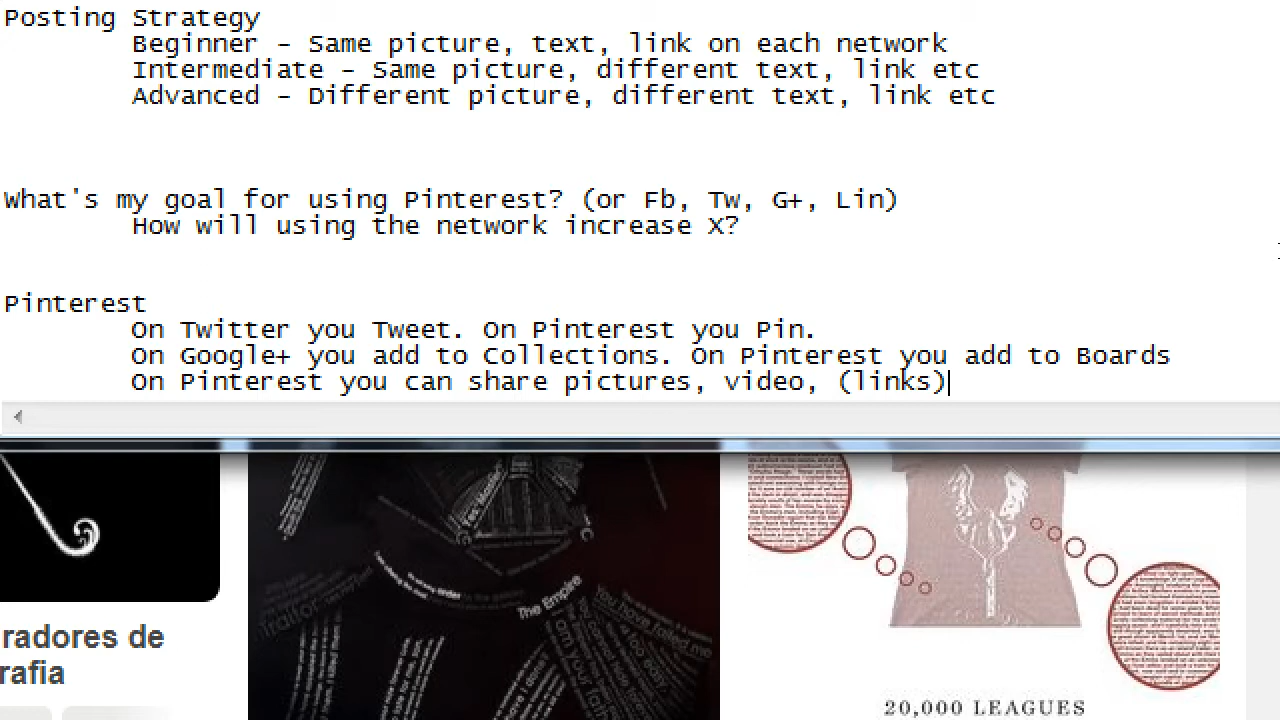 Posting Strategy
Beginner - Same picture, text, link on each network
Intermediate - Same picture, different text, link etc
Advanced - Different picture, different text, link etc
What's my goal for using Pinterest? (or Fb, Tw, G+, Lin)
How will using the network increase X?
Pinterest
On Twitter you Tweet. On Pinterest you Pin.
On Google+ you add to Collections. On Pinterest you add to Boards
On Pinterest you can share pictures, video, (links)
radores de
rafia
The Empire
Traitor
20,000 LEAGUES